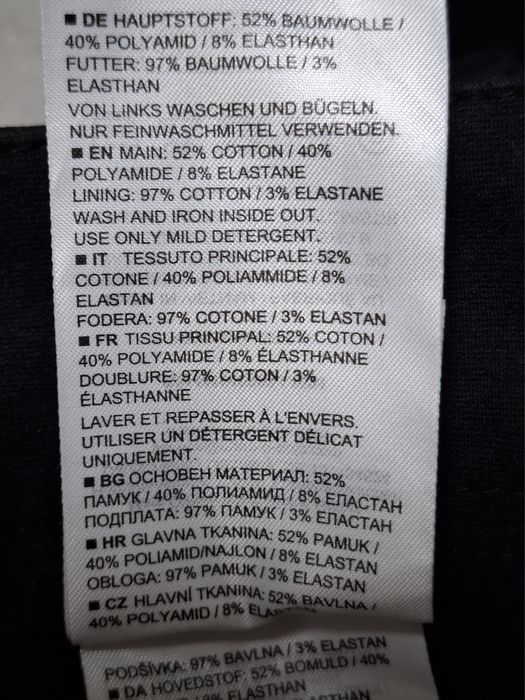 ■ DE HAUPTSTOFF: 52% BAUMWOLLE /
40% POLYAMID / 8% ELASTHAN
FUTTER: 97% BAUMWOLLE / 3%
ELASTHAN
VON LINKS WASCHEN UND BÜGELN.
NUR FEINWASCHMITTEL VERWENDEN.
■ EN MAIN: 52% COTTON / 40%
POLYAMIDE / 8% ELASTANE
LINING: 97% COTTON / 3% ELASTANE
WASH AND IRON INSIDE OUT.
USE ONLY MILD DETERGENT.
■ IT TESSUTO PRINCIPALE: 52%
COTONE / 40% POLIAMMIDE / 8%
ELASTAN
FODERA: 97% COTONE / 3% ELASTAN
■ FR TISSU PRINCIPAL: 52% COTON /
40% POLYAMIDE / 8% ÉLASTHANNE
DOUBLURE: 97% COTON / 3%
ÉLASTHANNE
LAVER ET REPASSER À L'ENVERS.
UTILISER UN DÉTERGENT DÉLICAT
UNIQUEMENT.
■ BG ОСНОВЕН МАТЕРИАЛ: 52%
ПАМУК / 40% ПОЛИАМИД / 8% ЕЛАСТАН
ПОДПЛАТА: 97% ПАМУК / 3% ЕЛАСТАН
■ HR GLAVNA TKANINA: 52% PAMUK /
40% POLIAMID/NAJLON / 8% ELASTAN
OBLOGA: 97% PAMUK / 3% ELASTAN
■ CZ HLAVNÍ TKANINA: 52% BAVLNA /
40% POLYAMID / 8% ELASTAN
PODŠÍVKA: 97% BAVLNA / 3% ELASTAN
■ DA HOVEDSTOF: 52% BOMULD / 40%
/ 8% ELASTAN